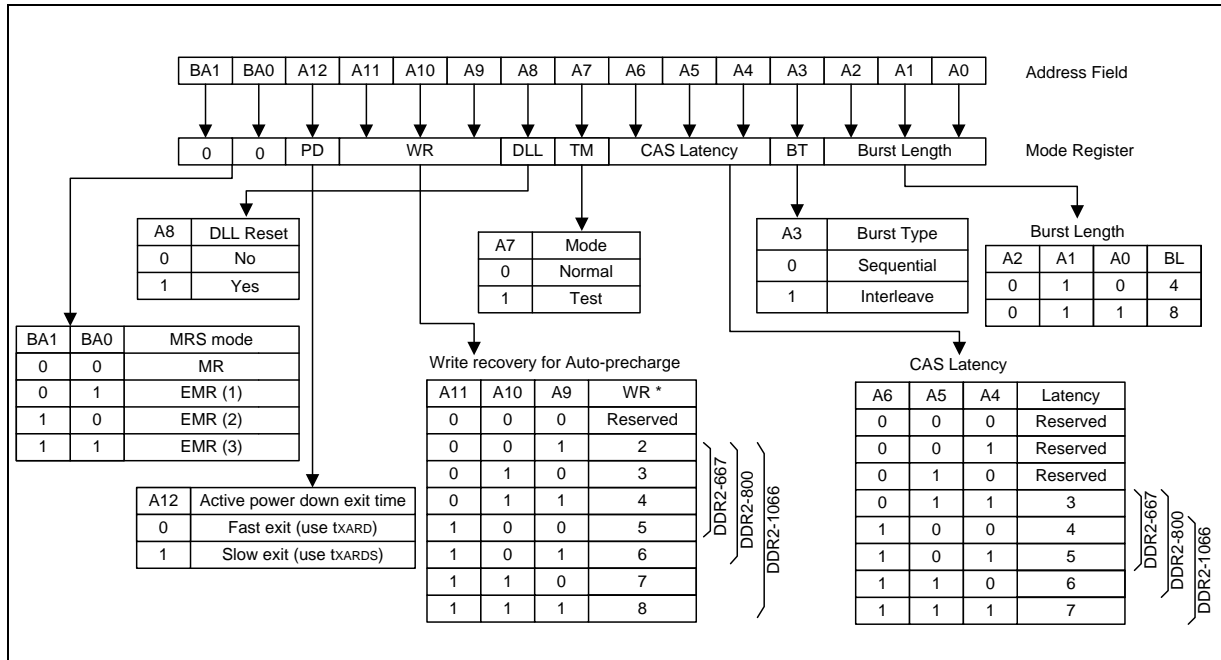 BA1 BA0 A12 A11 A10 A9 A8 A7 A6 A5 A4 A3 A2 A1 A0 Address Field
0 0 PD WR DLL TM CAS Latency BT Burst Length Mode Register
A8 DLL Reset
0 No
1 Yes
A7 Mode
0 Normal
1 Test
A3 Burst Type
0 Sequential
1 Interleave
Burst Length
A2 A1 A0 BL
0 1 0 4
0 1 1 8
BA1 BA0 MRS mode
0 0 MR
0 1 EMR (1)
1 0 EMR (2)
1 1 EMR (3)
A12 Active power down exit time
0 Fast exit (use tXARD)
1 Slow exit (use tXARDS)
Write recovery for Auto-precharge
A11 A10 A9 WR *
0 0 0 Reserved
0 0 1 2
0 1 0 3
0 1 1 4
1 0 0 5
1 0 1 6
1 1 0 7
1 1 1 8
DDR2-667
DDR2-800
DDR2-1066
CAS Latency
A6 A5 A4 Latency
0 0 0 Reserved
0 0 1 Reserved
0 1 0 Reserved
0 1 1 3
1 0 0 4
1 0 1 5
1 1 0 6
1 1 1 7
DDR2-667
DDR2-800
DDR2-1066